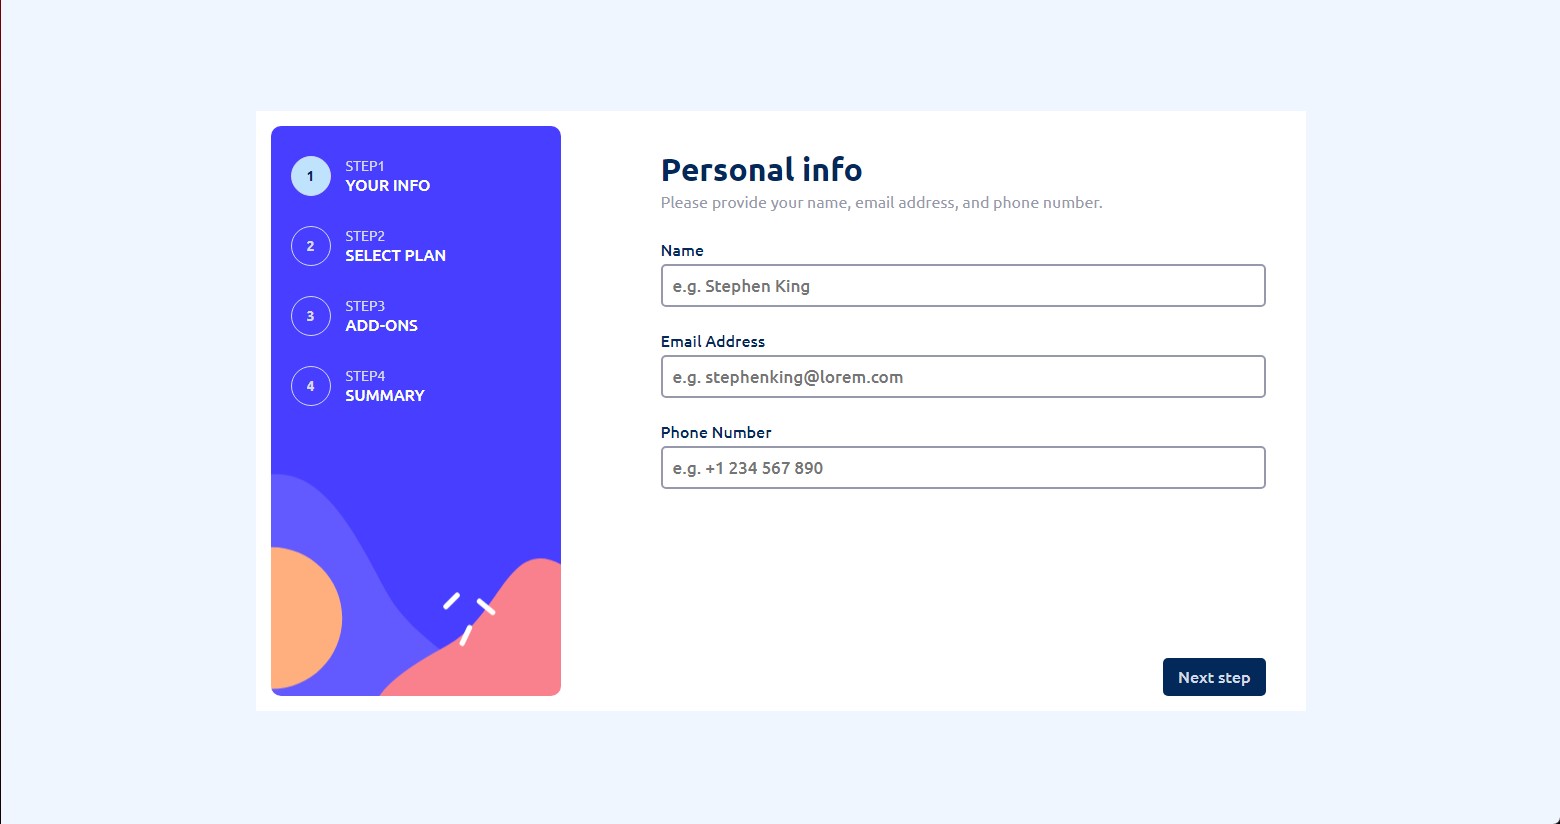 1
STEP1
YOUR INFO
2
STEP2
SELECT PLAN
3
STEP3
ADD-ONS
4
STEP4
SUMMARY
Personal info
Please provide your name, email address, and phone number.
Name
e.g. Stephen King
Email Address
e.g. stephenking@lorem.com
Phone Number
e.g. +1 234 567 890
Next step